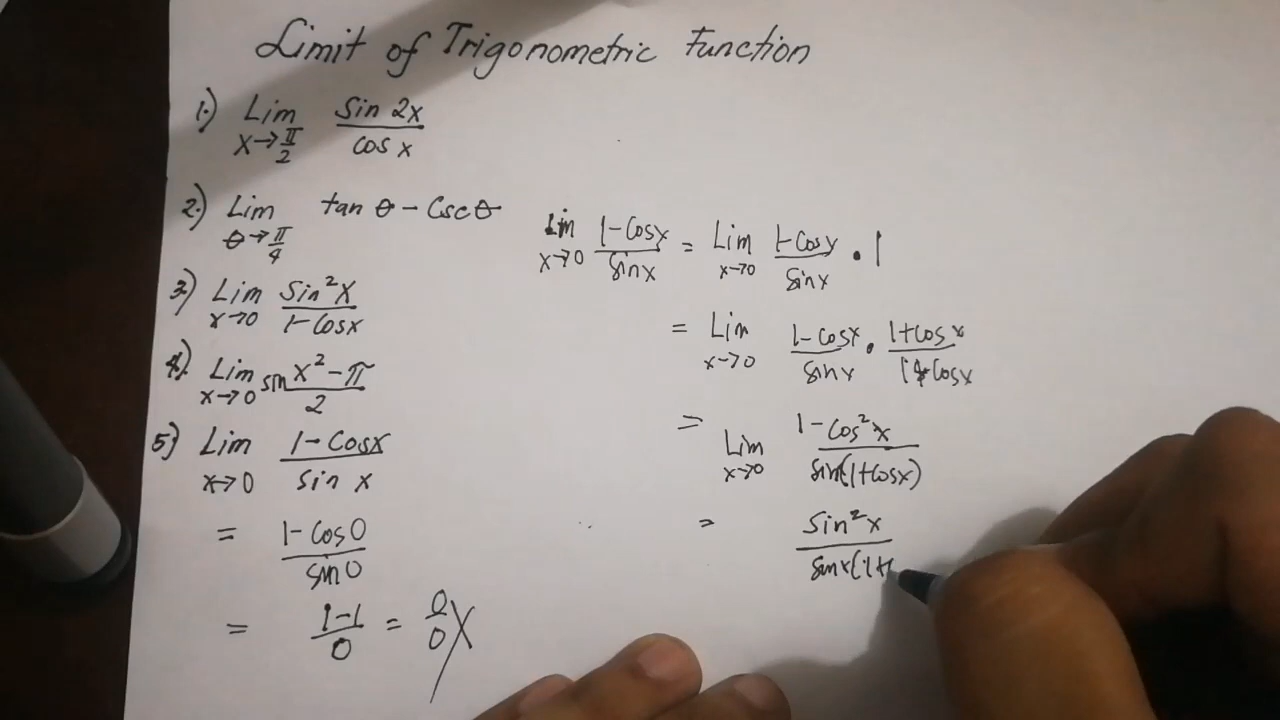 Limit of Trigonometric Function
1.) Lim x→π/2 sin 2x / cos x
2.) Lim θ→π/4 tan θ - Csc θ
3.) Lim x→0 Sin²x / 1-Cosx
4.) Lim x→0 sin x²-π / 2
5.) Lim x→0 1-Cosx / sin x
= 1-Cos0 / sin0
= 1-1 / 0 = 0/0 X
Lim x→0 1-Cosx / sinx = Lim x→0 1-Cosx / sinx • 1
= Lim x→0 1-Cosx / sinx • 1+Cosx / 1+Cosx
= Lim x→0 1-Cos²x / sin(1+Cosx)
= Sin²x / sinx(1+